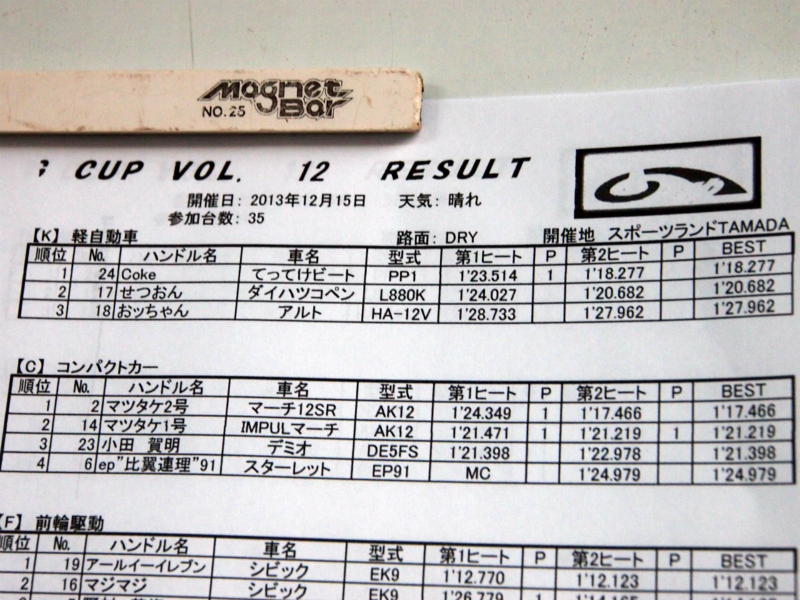 Magnet Bar
NO. 25
CUP VOL. 12 RESULT
開催日: 2013年12月15日 天気: 晴れ
参加台数: 35
【K】 軽自動車 路面: DRY 開催地 スポーツランドTAMADA
順位 No. ハンドル名 車名 型式 第1ヒート P 第2ヒート P BEST
1 24 Coke てってけビート PP1 1'23.514 1 1'18.277 1'18.277
2 17 せつおん ダイハツコペン L880K 1'24.027 1'20.682 1'20.682
3 18 おッちゃん アルト HA-12V 1'28.733 1'27.962 1'27.962
【C】 コンパクトカー
順位 No. ハンドル名 車名 型式 第1ヒート P 第2ヒート P BEST
1 2 マツタケ2号 マーチ12SR AK12 1'24.349 1 1'17.466 1'17.466
2 14 マツタケ1号 IMPULマーチ AK12 1'21.471 1 1'21.219 1 1'21.219
3 23 小田 賀明 デミオ DE5FS 1'21.398 1'22.978 1'21.398
4 6 ep"比翼連理"91 スターレット EP91 MC 1'24.979 1'24.979
【F】 前輪駆動
順位 No. ハンドル名 車名 型式 第1ヒート P 第2ヒート P BEST
1 19 アールイーイレブン シビック EK9 1'12.770 1'12.123 1'12.123
2 16 マジマジ シビック EK9